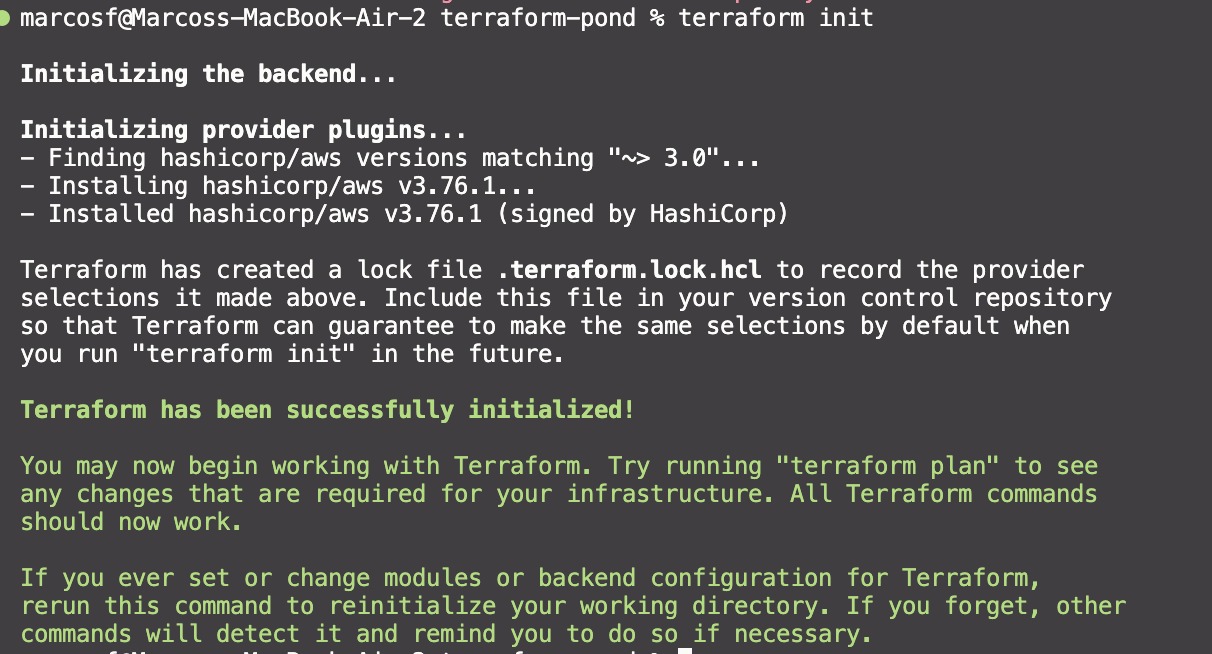 marcosf@Marcoss-MacBook-Air-2 terraform-pond % terraform init
Initializing the backend...
Initializing provider plugins...
- Finding hashicorp/aws versions matching "~> 3.0"...
- Installing hashicorp/aws v3.76.1...
- Installed hashicorp/aws v3.76.1 (signed by HashiCorp)
Terraform has created a lock file .terraform.lock.hcl to record the provider
selections it made above. Include this file in your version control repository
so that Terraform can guarantee to make the same selections by default when
you run "terraform init" in the future.
Terraform has been successfully initialized!
You may now begin working with Terraform. Try running "terraform plan" to see
any changes that are required for your infrastructure. All Terraform commands
should now work.
If you ever set or change modules or backend configuration for Terraform,
rerun this command to reinitialize your working directory. If you forget, other
commands will detect it and remind you to do so if necessary.